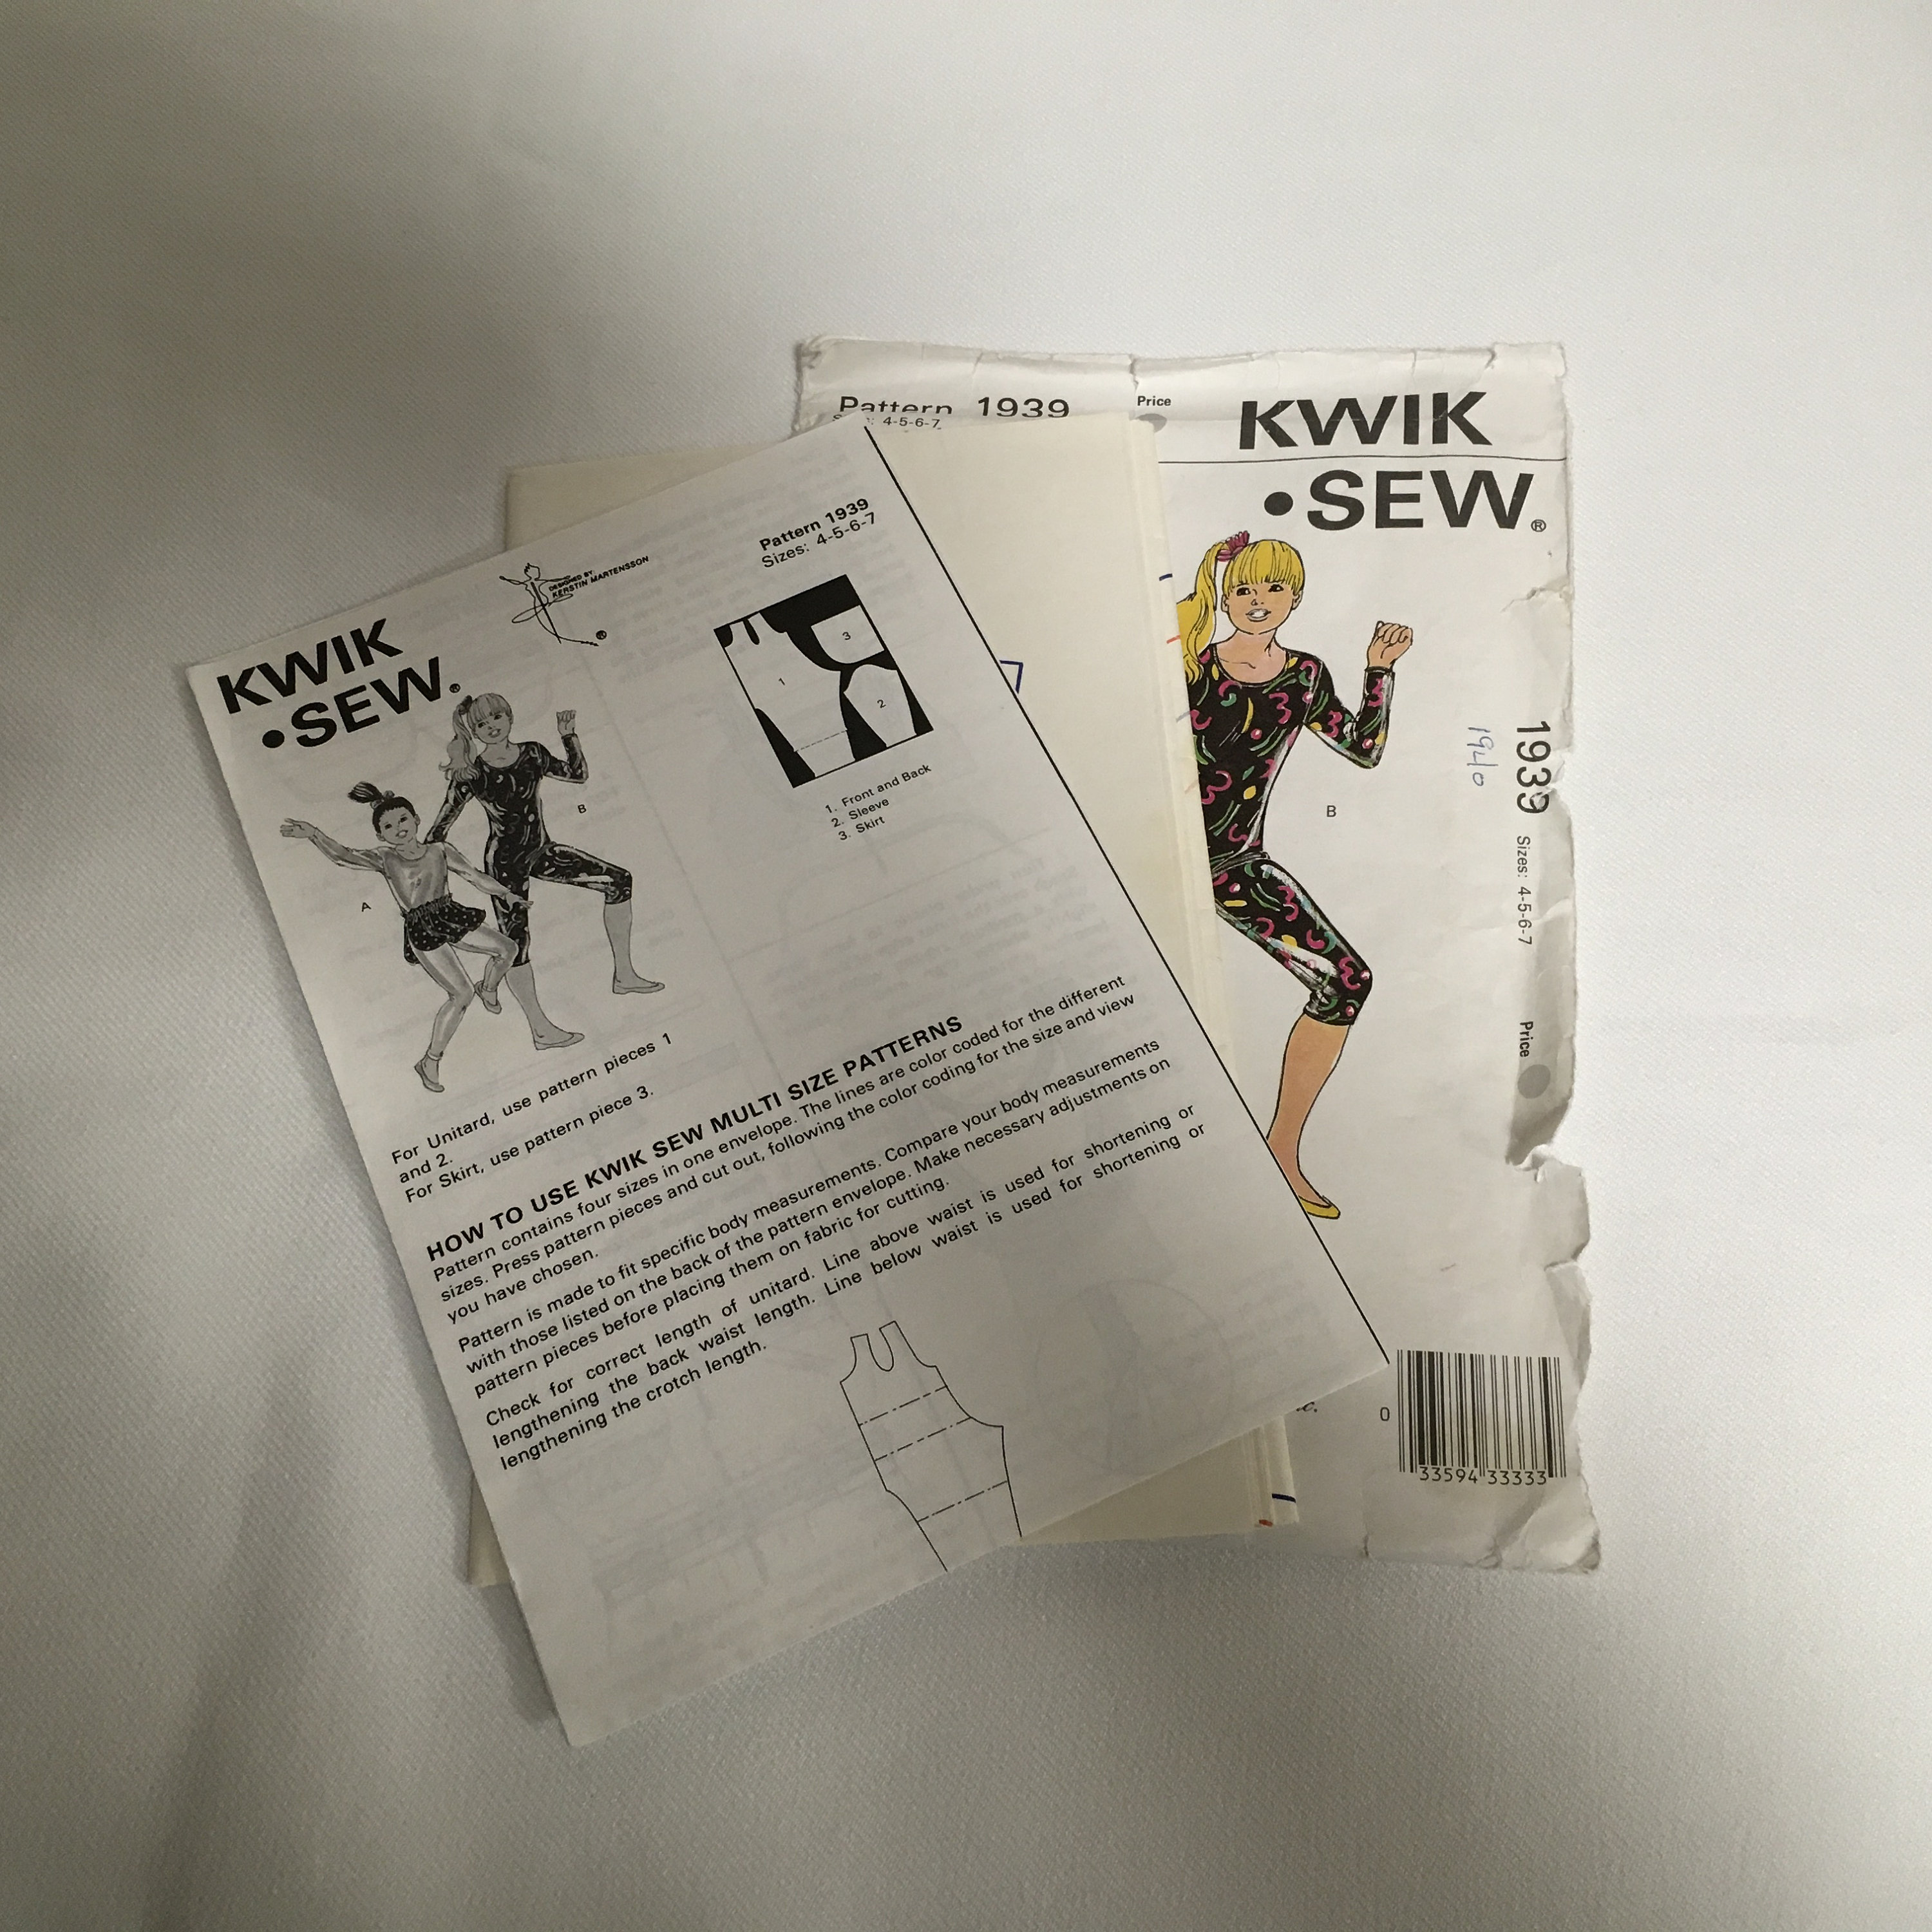 Pattern 1939
4-5-6-7
Price
KWIK
•SEW®
B
1939 Sizes: 4-5-6-7 Price
1940
0 33594 33333
KWIK
•SEW®
DESIGNED BY:
KERSTIN MARTENSSON
®
Pattern 1939
Sizes: 4-5-6-7
1
2
3
1. Front and Back
2. Sleeve
3. Skirt
A
B
For Unitard, use pattern pieces 1
and 2.
For Skirt, use pattern piece 3.
HOW TO USE KWIK SEW MULTI SIZE PATTERNS
Pattern contains four sizes in one envelope. The lines are color coded for the different
sizes. Press pattern pieces and cut out, following the color coding for the size and view
you have chosen.
Pattern is made to fit specific body measurements. Compare your body measurements
with those listed on the back of the pattern envelope. Make necessary adjustments on
pattern pieces before placing them on fabric for cutting.
Check for correct length of unitard. Line above waist is used for shortening or
lengthening the back waist length. Line below waist is used for shortening or
lengthening the crotch length.